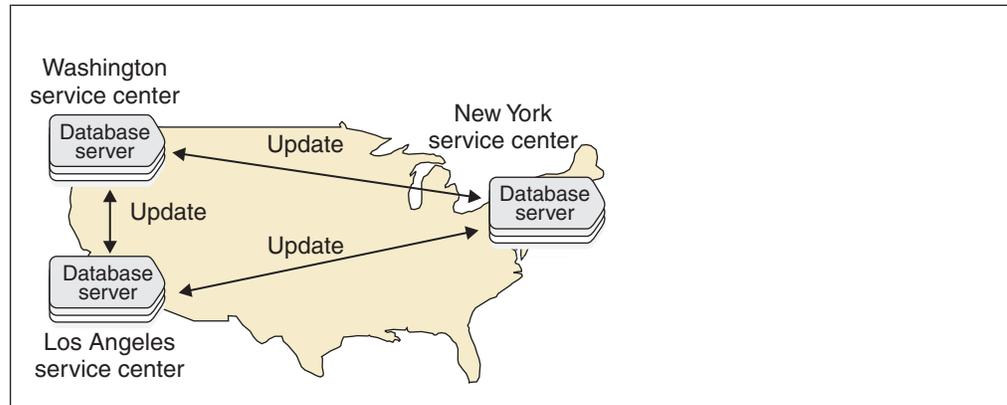 Washington
service center
Database
server
New York
service center
Update
Database
server
Update
Update
Database
server
Los Angeles
service center